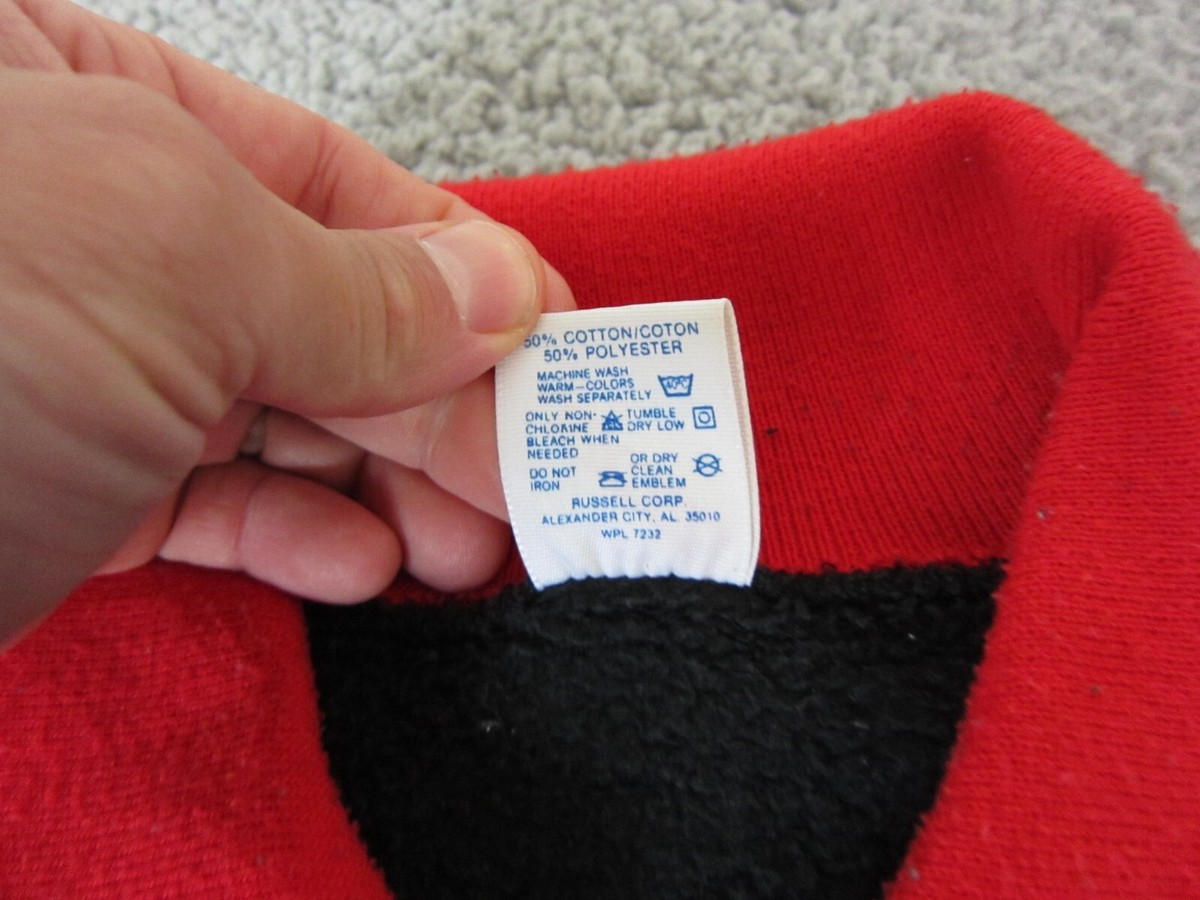 50% COTTON/COTON
50% POLYESTER
MACHINE WASH
WARM-COLORS
WASH SEPARATELY
40°C
ONLY NON-
CHLORINE
BLEACH WHEN
NEEDED
TUMBLE
DRY LOW
DO NOT
IRON
OR DRY
CLEAN
EMBLEM
RUSSELL CORP.
ALEXANDER CITY, AL. 35010
WPL 7232